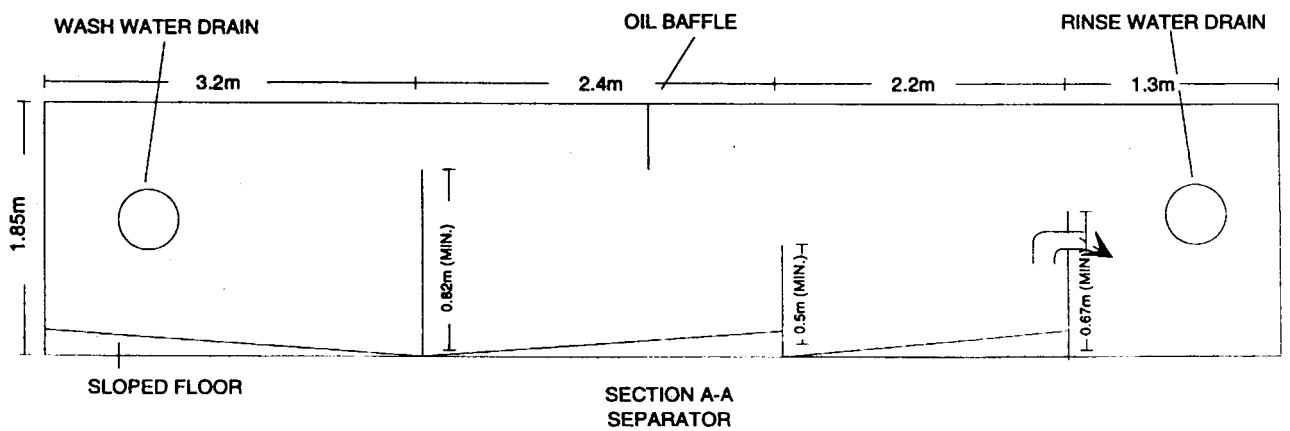 WASH WATER DRAIN
OIL BAFFLE
RINSE WATER DRAIN
3.2m
2.4m
2.2m
1.3m
1.85m
0.82m (MIN.)
0.5m (MIN.)
0.67m (MIN.)
SLOPED FLOOR
SECTION A-A
SEPARATOR